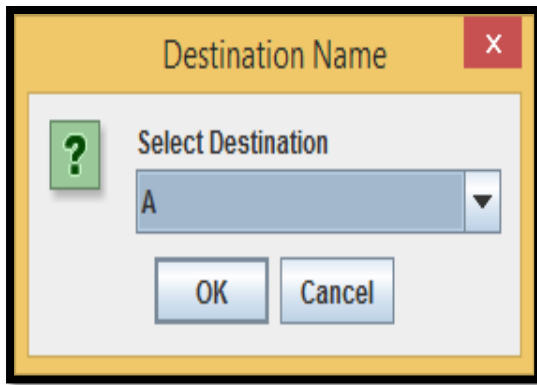 Destination Name
x
?
Select Destination
A
OK Cancel